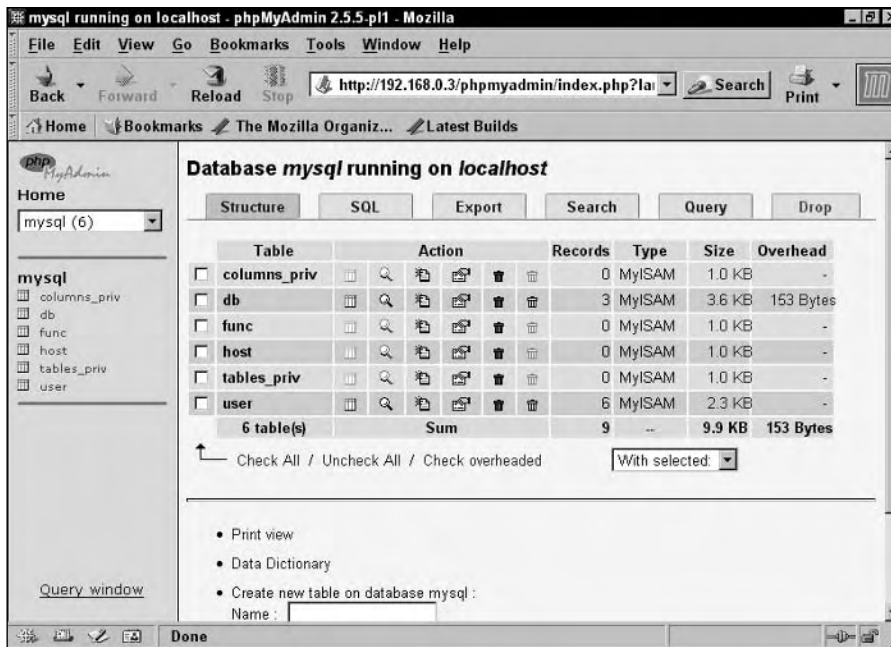 mysql running on localhost - phpMyAdmin 2.5.5-pl1 - Mozilla
File Edit View Go Bookmarks Tools Window Help
Back Forward Reload Stop http://192.168.0.3/phpmyadmin/index.php?la Search Print
Home Bookmarks The Mozilla Organiz... Latest Builds
php
MyAdmin
Home
mysql (6)
mysql
columns_priv
db
func
host
tables_priv
user
Query window
Database mysql running on localhost
Structure SQL Export Search Query Drop
Table Action Records Type Size Overhead
columns_priv 0 MyISAM 1.0 KB -
db 3 MyISAM 3.6 KB 153 Bytes
func 0 MyISAM 1.0 KB -
host 0 MyISAM 1.0 KB -
tables_priv 0 MyISAM 1.0 KB -
user 6 MyISAM 2.3 KB -
6 table(s) Sum 9 -- 9.9 KB 153 Bytes
Check All / Uncheck All / Check overheaded With selected:
• Print view
• Data Dictionary
• Create new table on database mysql :
Name :
Done